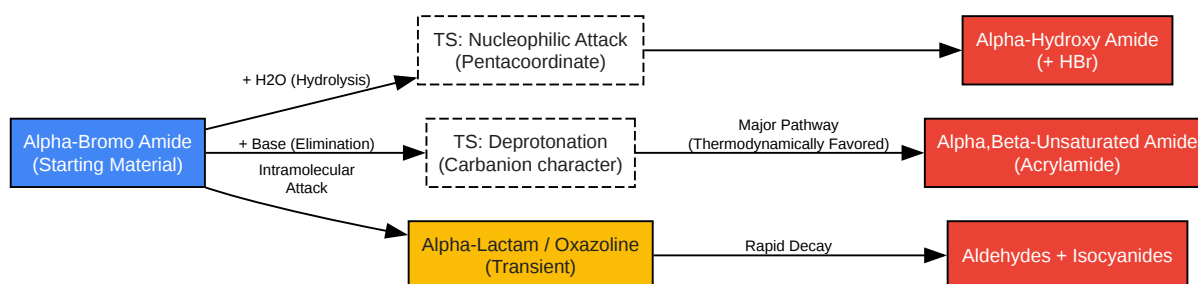 TS: Nucleophilic Attack
(Pentacoordinate)
Alpha-Hydroxy Amide
(+ HBr)
+ H2O (Hydrolysis)
Alpha-Bromo Amide
(Starting Material)
+ Base (Elimination)
TS: Deprotonation
(Carbanion character)
Major Pathway
(Thermodynamically Favored)
Alpha,Beta-Unsaturated Amide
(Acrylamide)
Intramolecular
Attack
Alpha-Lactam / Oxazoline
(Transient)
Rapid Decay
Aldehydes + Isocyanides